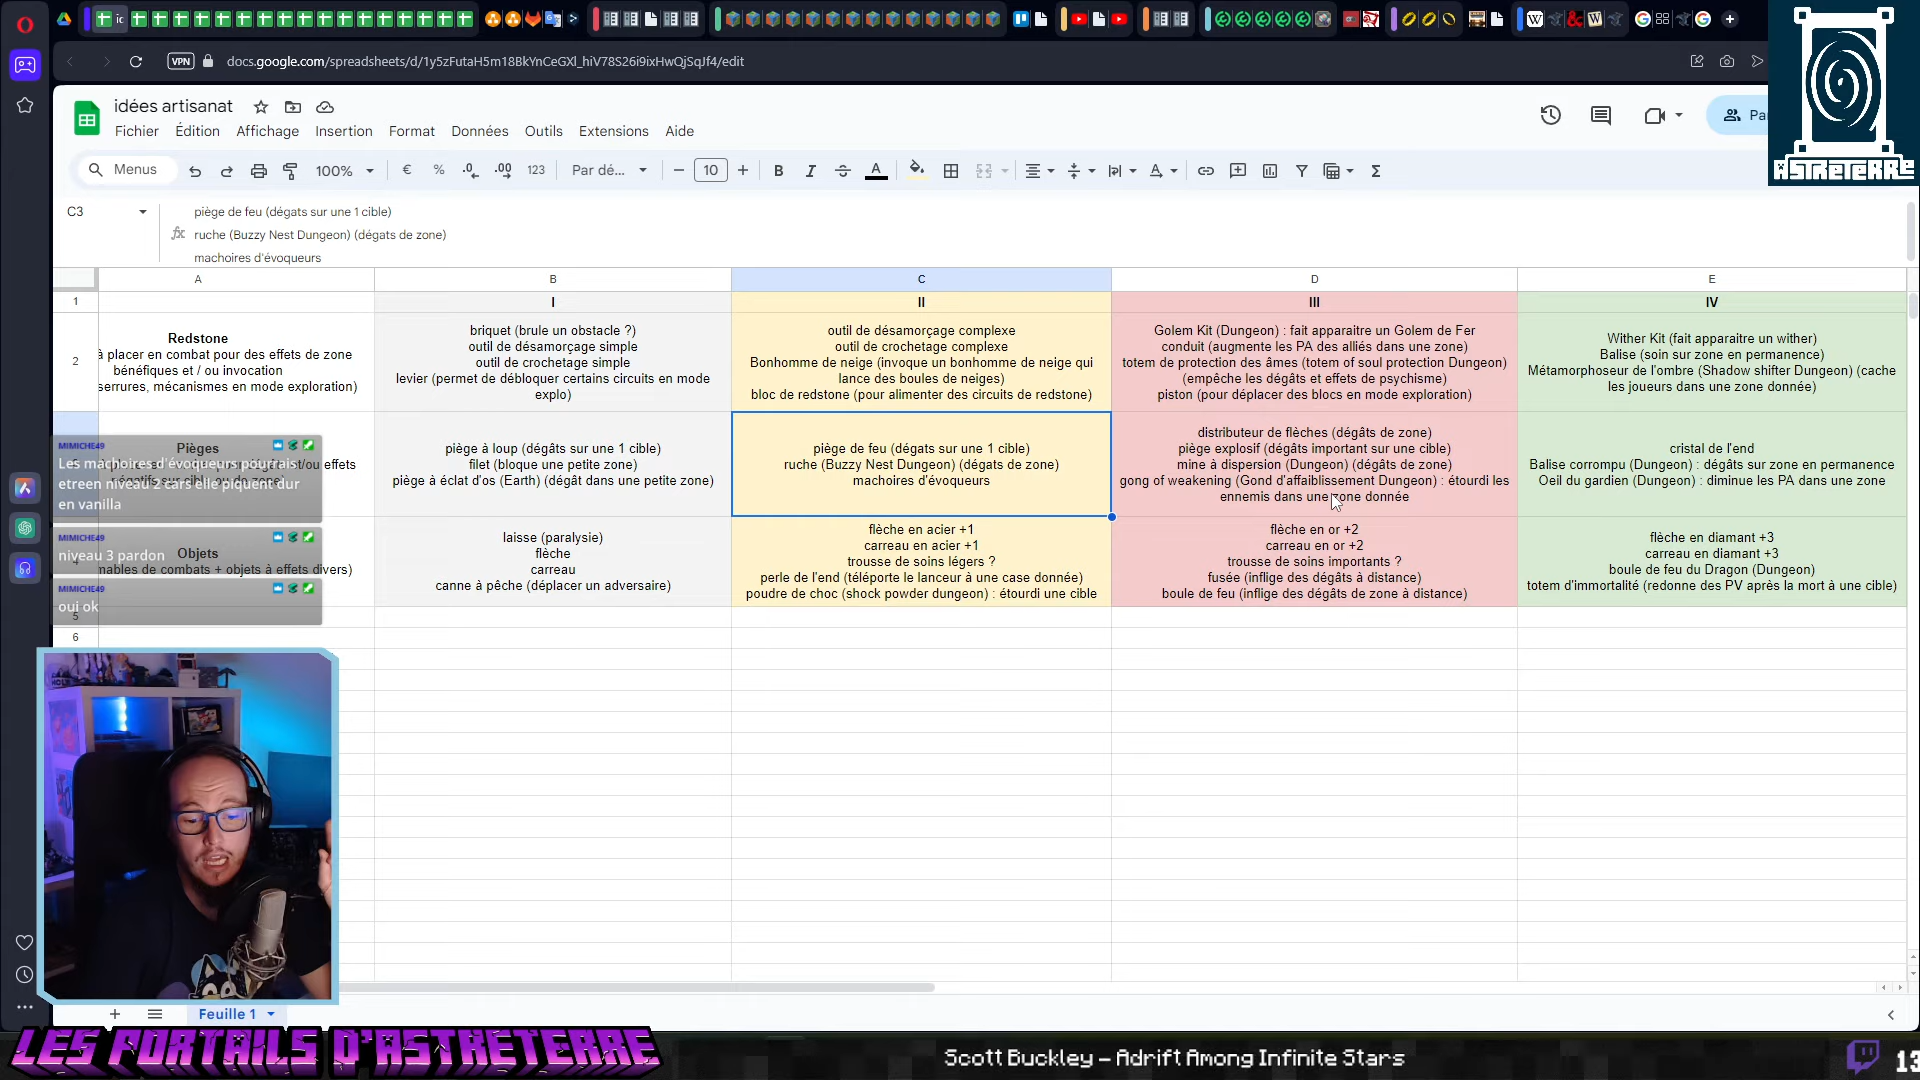 VPN
docs.google.com/spreadsheets/d/1y5zFutaH5m18BkYnCeGXl_hiV78S26i9ixHwQjSqJf4/edit
idées artisanat
Fichier Édition Affichage Insertion Format Données Outils Extensions Aide
Menus 100% € % .0 .00 123 Par dé... 10 B I A Σ
Pa
ASTRETERRE
C3
fx
piège de feu (dégats sur une 1 cible)
ruche (Buzzy Nest Dungeon) (dégats de zone)
machoires d'évoqueurs
A B C D E
1 I II III IV
2
Redstone
à placer en combat pour des effets de zone
bénéfiques et / ou invocation
serrures, mécanismes en mode exploration)
briquet (brule un obstacle ?)
outil de désamorçage simple
outil de crochetage simple
levier (permet de débloquer certains circuits en mode
explo)
outil de désamorçage complexe
outil de crochetage complexe
Bonhomme de neige (invoque un bonhomme de neige qui
lance des boules de neiges)
bloc de redstone (pour alimenter des circuits de redstone)
Golem Kit (Dungeon) : fait apparaitre un Golem de Fer
conduit (augmente les PA des alliés dans une zone)
totem de protection des âmes (totem of soul protection Dungeon)
(empêche les dégâts et effets de psychisme)
piston (pour déplacer des blocs en mode exploration)
Wither Kit (fait apparaitre un wither)
Balise (soin sur zone en permanence)
Métamorphoseur de l'ombre (Shadow shifter Dungeon) (cache
les joueurs dans une zone donnée)
Pièges
et/ou effets
piège à loup (dégâts sur une 1 cible)
filet (bloque une petite zone)
piège à éclat d'os (Earth) (dégât dans une petite zone)
piège de feu (dégats sur une 1 cible)
ruche (Buzzy Nest Dungeon) (dégats de zone)
machoires d'évoqueurs
distributeur de flèches (dégâts de zone)
piège explosif (dégâts important sur une cible)
mine à dispersion (Dungeon) (dégâts de zone)
gong of weakening (Gond d'affaiblissement Dungeon) : étourdi les
ennemis dans une zone donnée
cristal de l'end
Balise corrompu (Dungeon) : dégâts sur zone en permanence
Oeil du gardien (Dungeon) : diminue les PA dans une zone
4
Objets
mables de combats + objets à effets divers)
laisse (paralysie)
flèche
carreau
canne à pêche (déplacer un adversaire)
flèche en acier +1
carreau en acier +1
trousse de soins légers ?
perle de l'end (téléporte le lanceur à une case donnée)
poudre de choc (shock powder dungeon) : étourdi une cible
flèche en or +2
carreau en or +2
trousse de soins importants ?
fusée (inflige des dégâts à distance)
boule de feu (inflige des dégâts de zone à distance)
flèche en diamant +3
carreau en diamant +3
boule de feu du Dragon (Dungeon)
totem d'immortalité (redonne des PV après la mort à une cible)
5
6
MIMICHE49
Les machoires d'évoqueurs pourrais
etreen niveau 2 cars elle piquent dur
en vanilla
MIMICHE49
niveau 3 pardon
MIMICHE49
oui ok
Feuille 1
LES PORTAILS D'ASTRETERRE
Scott Buckley – Adrift Among Infinite Stars
13